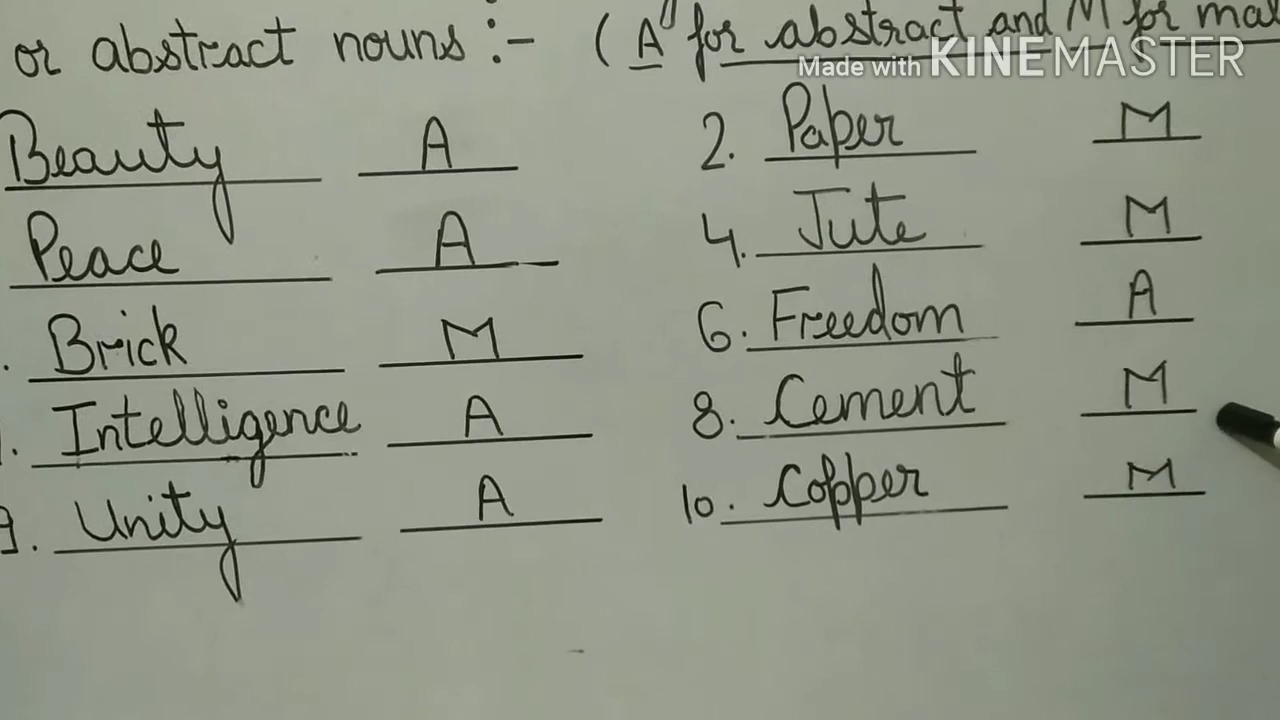 or abstract nouns :- ( A" for abstract and M for
Made with KINEMASTER
Beauty A 2. Paper M
Peace A 4. Jute M
. Brick M 6. Freedom A
. Intelligence A 8. Cement M
9. Unity A 10. Copper M